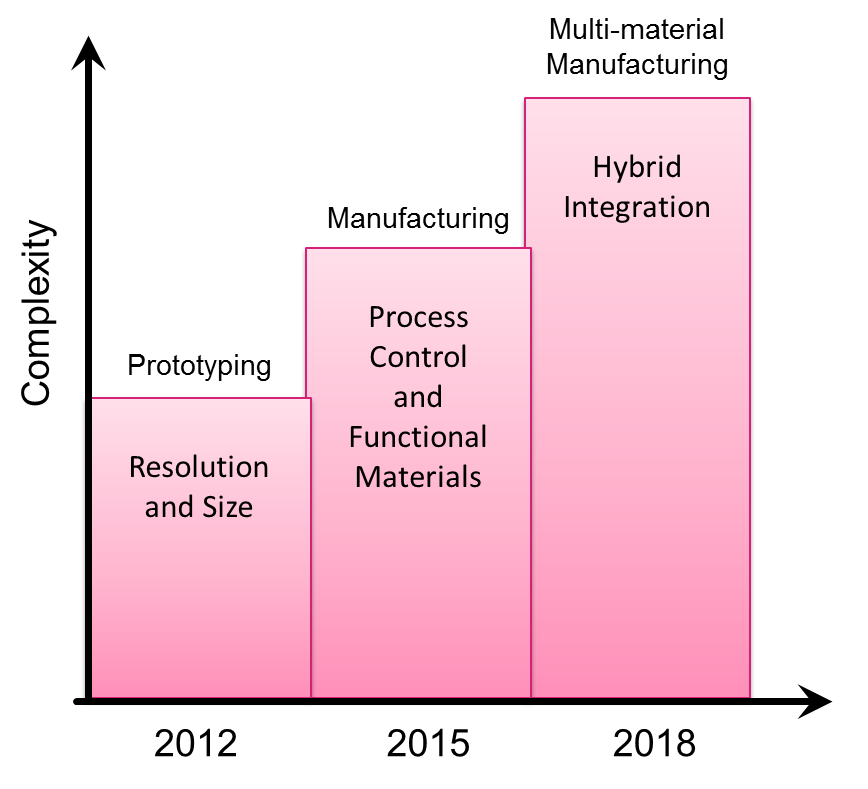 Multi-material
Manufacturing
Hybrid
Integration
Manufacturing
Process
Control
and
Functional
Materials
Prototyping
Resolution
and Size
Complexity
2012
2015
2018